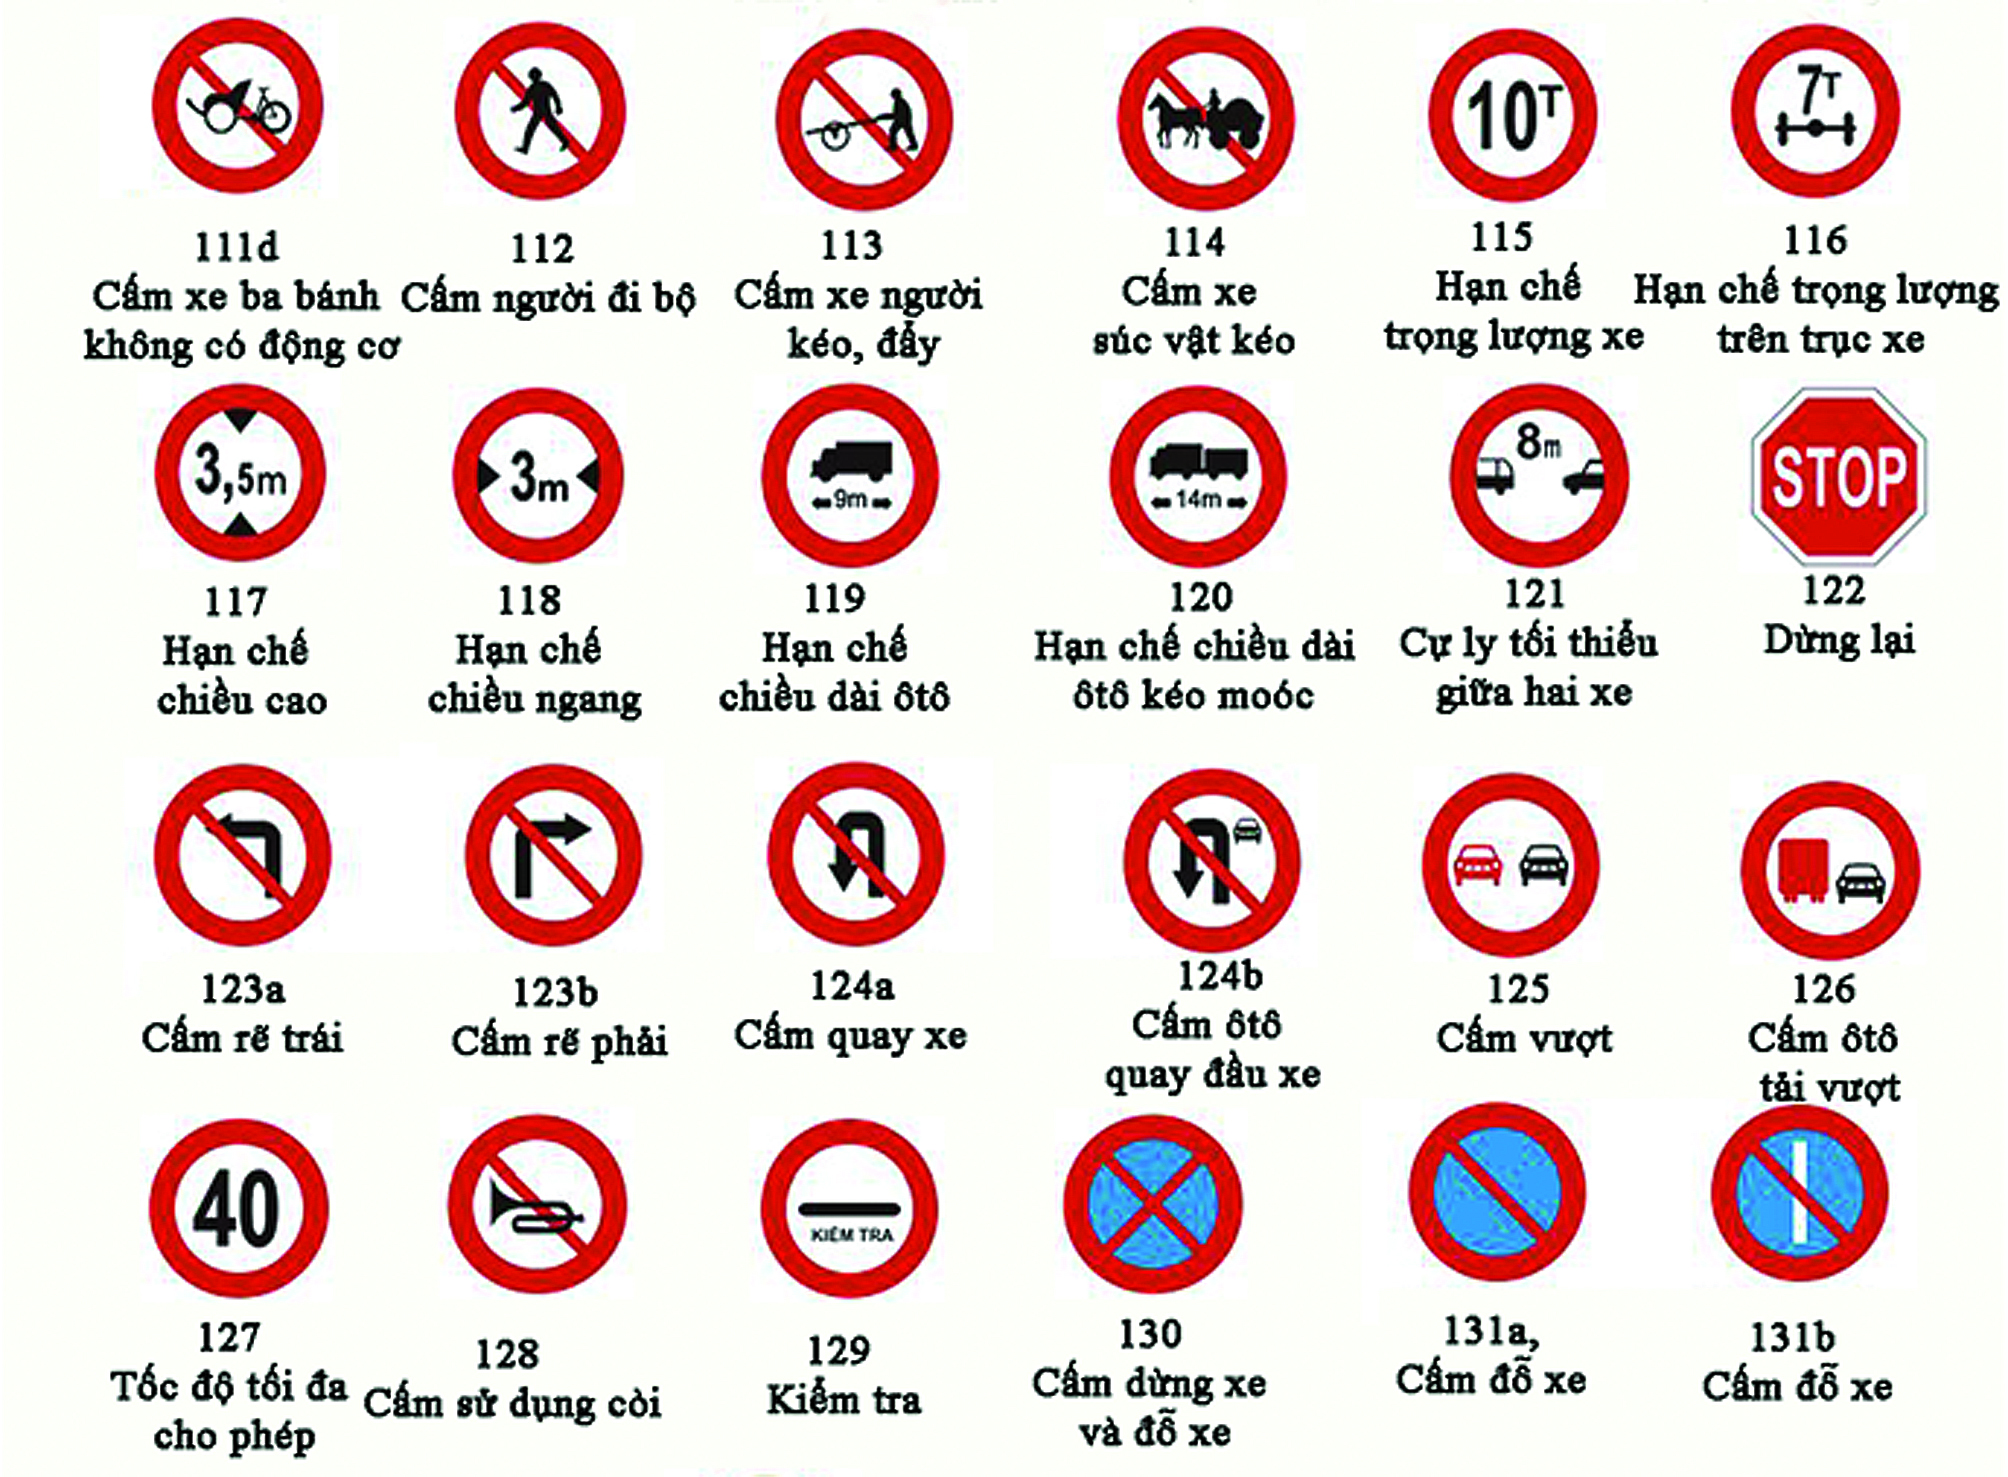 10T
7T
111d
Cấm xe ba bánh
không có động cơ
112
Cấm người đi bộ
113
Cấm xe người
kéo, đẩy
114
Cấm xe
súc vật kéo
115
Hạn chế
trọng lượng xe
116
Hạn chế trọng lượng
trên trục xe
3,5m
3m
9m
14m
8m
STOP
117
Hạn chế
chiều cao
118
Hạn chế
chiều ngang
119
Hạn chế
chiều dài ôtô
120
Hạn chế chiều dài
ôtô kéo moóc
121
Cự ly tối thiểu
giữa hai xe
122
Dừng lại
123a
Cấm rẽ trái
123b
Cấm rẽ phải
124a
Cấm quay xe
124b
Cấm ôtô
quay đầu xe
125
Cấm vượt
126
Cấm ôtô
tải vượt
40
KIỂM TRA
127
Tốc độ tối đa
cho phép
128
Cấm sử dụng còi
129
Kiểm tra
130
Cấm dừng xe
và đỗ xe
131a,
Cấm đỗ xe
131b
Cấm đỗ xe